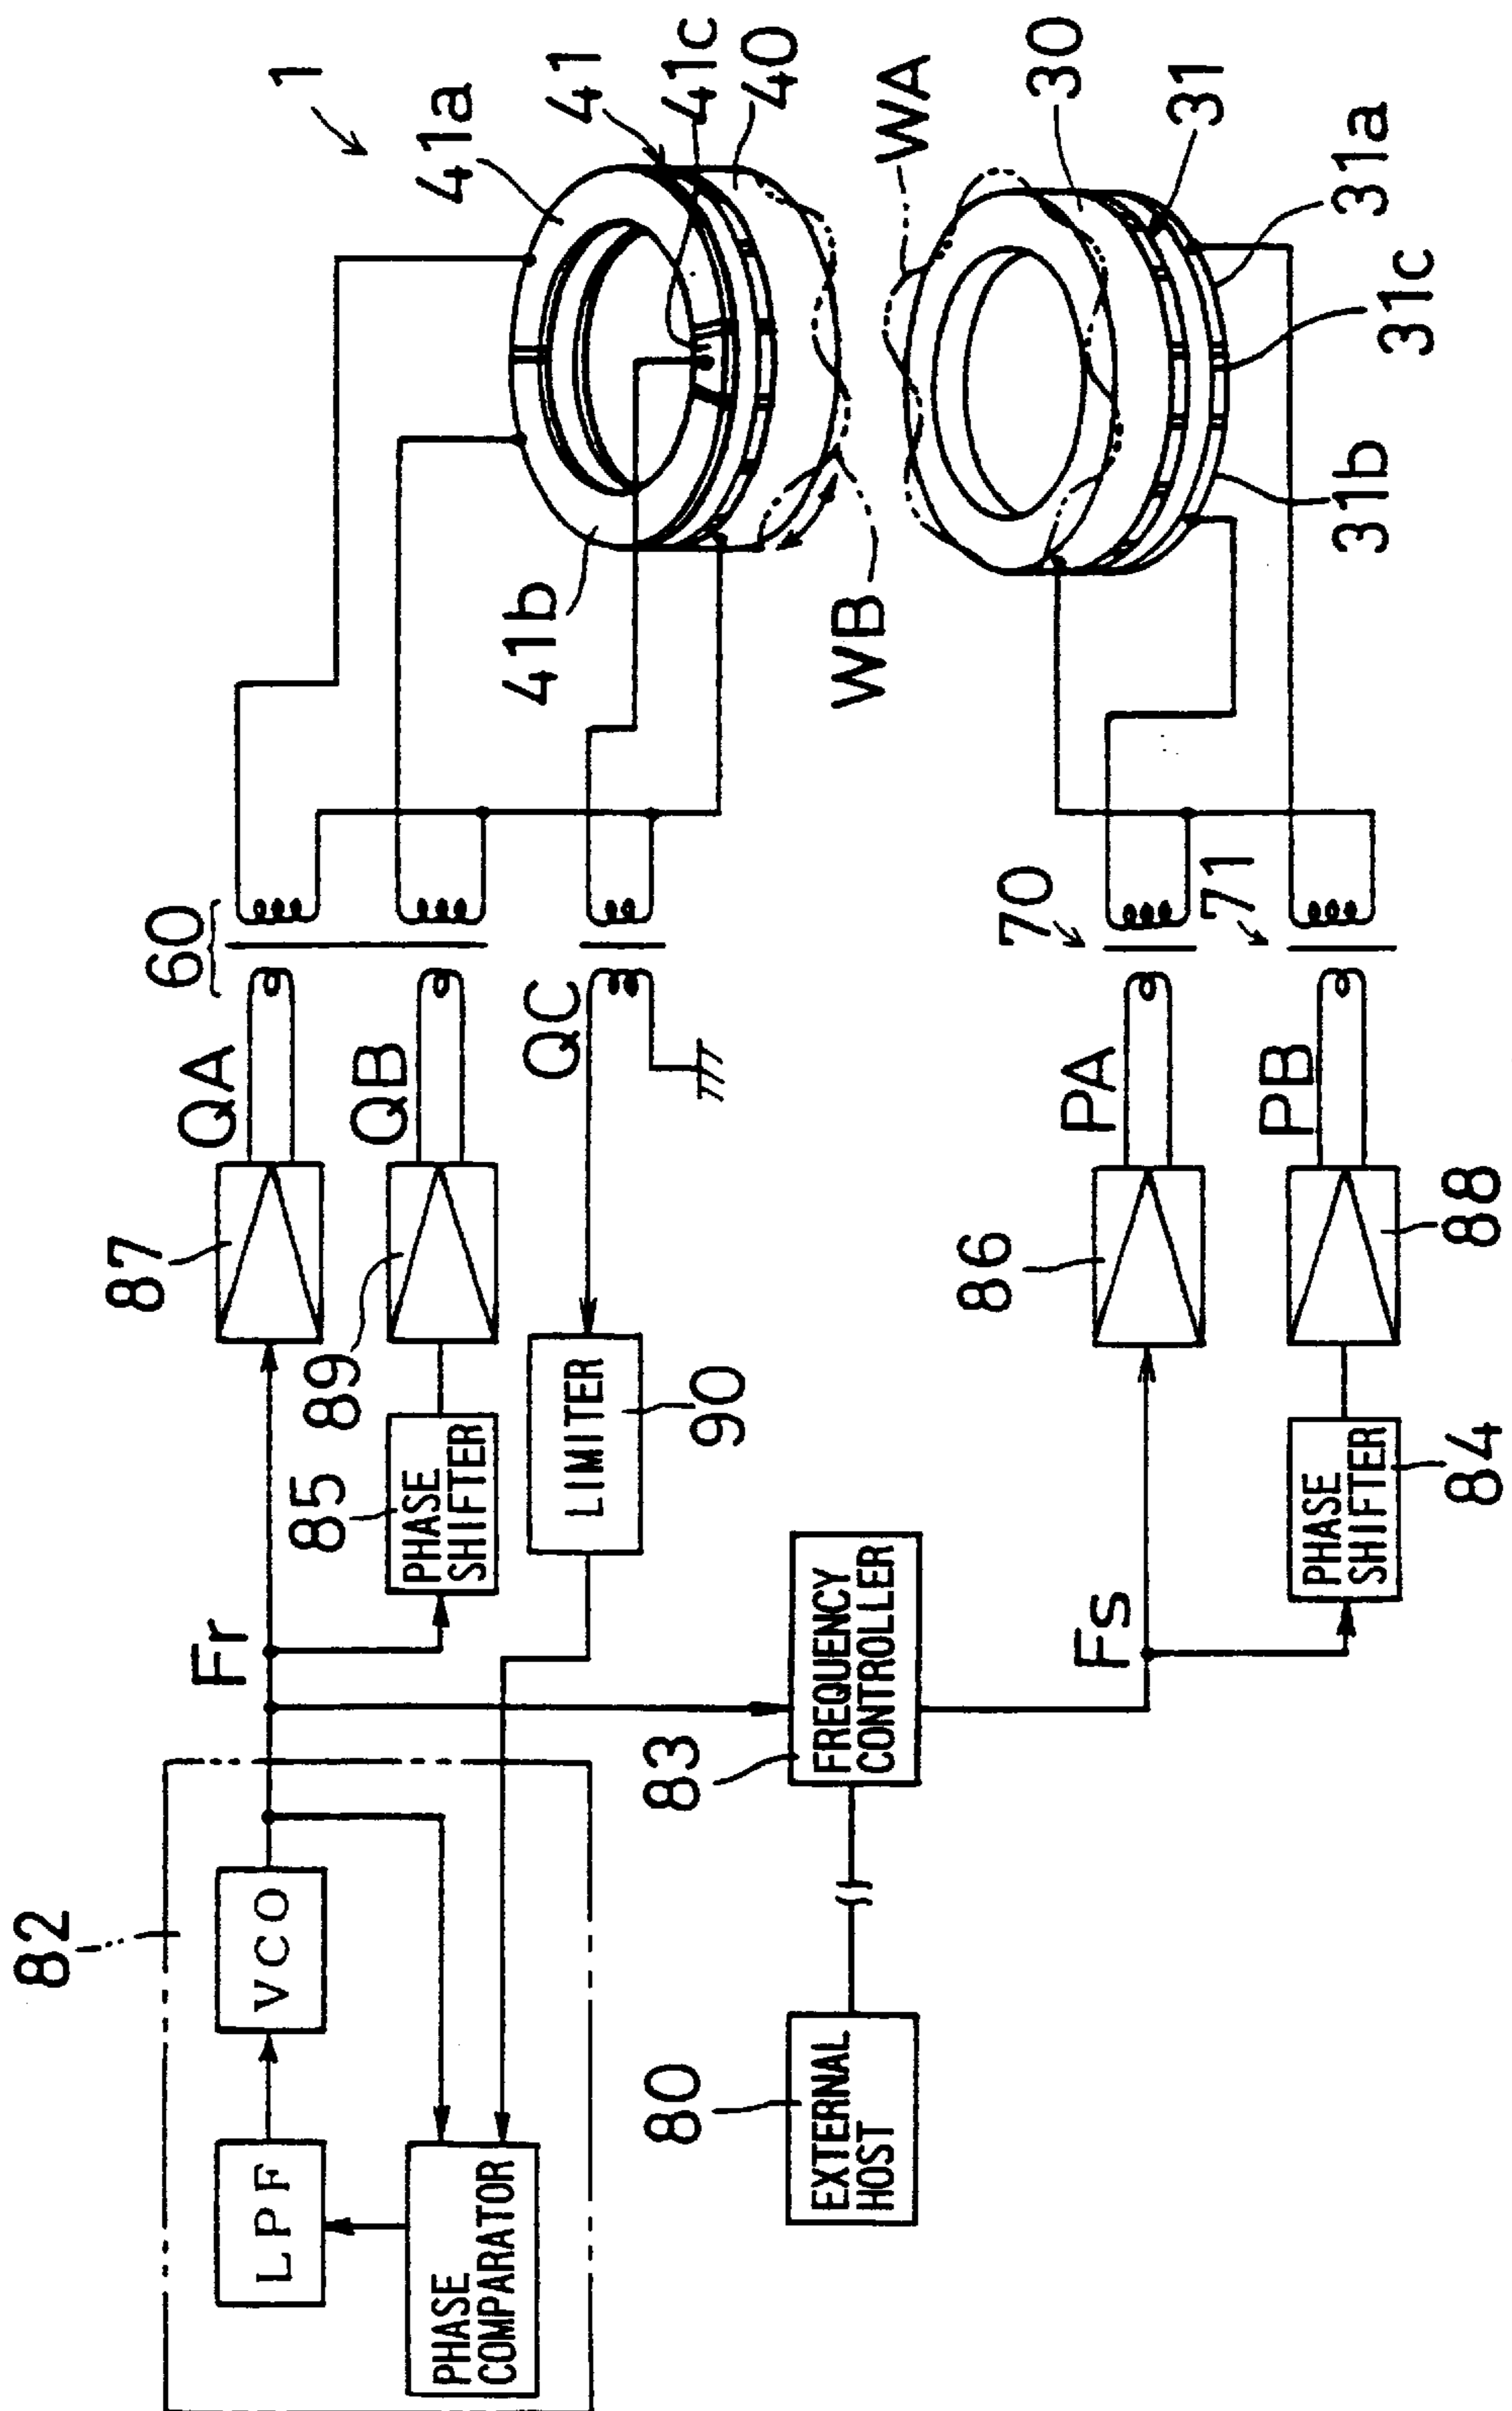 82
LPF
VCO
PHASE
COMPARATOR
Fr
87
QA
60
85
PHASE
SHIFTER
89
QB
LIMITER
90
QC
41a
1
41b
41
41c
40
WB
WA
80
EXTERNAL
HOST
83
FREQUENCY
CONTROLLER
Fs
86
PA
70
84
PHASE
SHIFTER
88
PB
71
30
31
31a
31c
31b